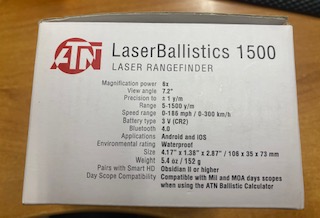 ATN LaserBallistics 1500
LASER RANGEFINDER
Magnification power 8x
View angle 7.2°
Precision to ± 1 y/m
Range 5-1500 y/m
Speed range 0-186 mph / 0-300 km/h
Battery type 3 V (CR2)
Bluetooth 4.0
Applications Android and iOS
Environmental rating Waterproof
Size 4.17" x 1.38" x 2.87" / 106 x 35 x 73 mm
Weight 5.4 oz / 152 g
Pairs with Smart HD Obsidian II or higher
Day Scope Compatibility Compatible with Mil and MOA days scopes
when using the ATN Ballistic Calculator